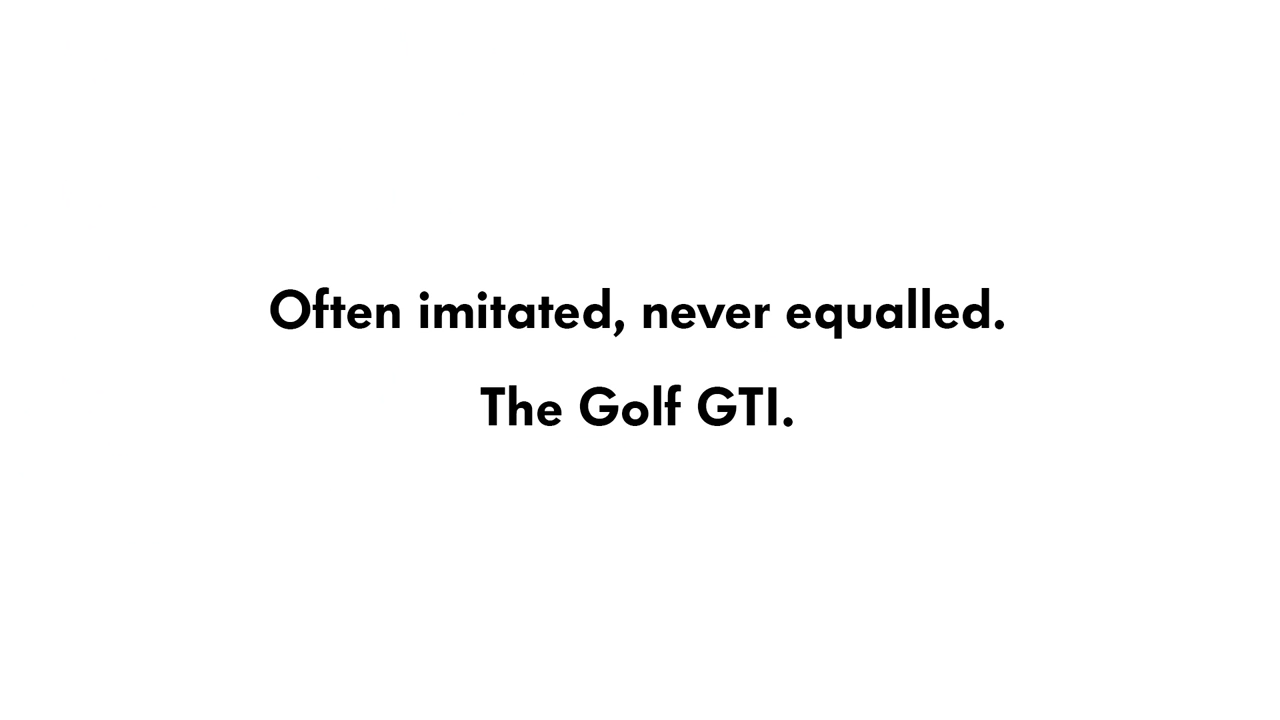 Often imitated, never equalled.
The Golf GTI.